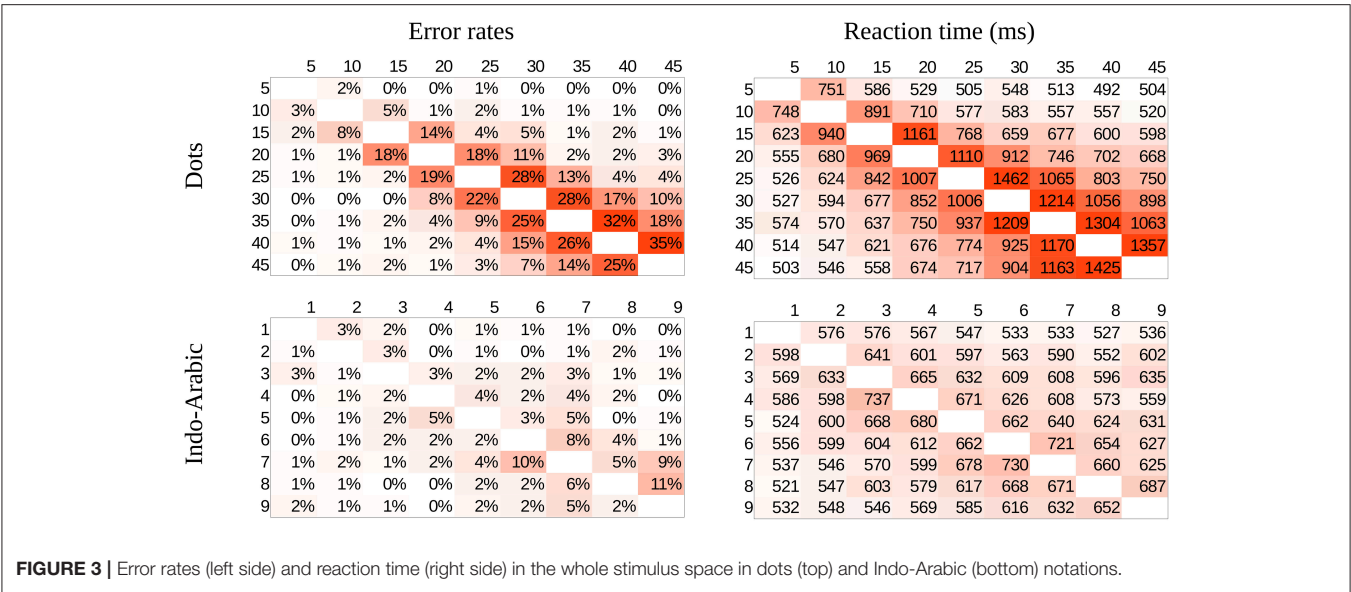 Error rates Reaction time (ms)
Dots
5 10 15 20 25 30 35 40 45
5 2% 0% 0% 1% 0% 0% 0% 0%
10 3% 5% 1% 2% 1% 1% 1% 0%
15 2% 8% 14% 4% 5% 1% 2% 1%
20 1% 1% 18% 18% 11% 2% 2% 3%
25 1% 1% 2% 19% 28% 13% 4% 4%
30 0% 0% 0% 8% 22% 28% 17% 10%
35 0% 1% 2% 4% 9% 25% 32% 18%
40 1% 1% 1% 2% 4% 15% 26% 35%
45 0% 1% 2% 1% 3% 7% 14% 25%
5 10 15 20 25 30 35 40 45
5 751 586 529 505 548 513 492 504
10 748 891 710 577 583 557 557 520
15 623 940 1161 768 659 677 600 598
20 555 680 969 1110 912 746 702 668
25 526 624 842 1007 1462 1065 803 750
30 527 594 677 852 1006 1214 1056 898
35 574 570 637 750 937 1209 1304 1063
40 514 547 621 676 774 925 1170 1357
45 503 546 558 674 717 904 1163 1425
Indo-Arabic
1 2 3 4 5 6 7 8 9
1 3% 2% 0% 1% 1% 1% 0% 0%
2 1% 3% 0% 1% 0% 1% 2% 1%
3 3% 1% 3% 2% 2% 3% 1% 1%
4 0% 1% 2% 4% 2% 4% 2% 0%
5 0% 1% 2% 5% 3% 5% 0% 1%
6 0% 1% 2% 2% 2% 8% 4% 1%
7 1% 2% 1% 2% 4% 10% 5% 9%
8 1% 1% 0% 0% 2% 2% 6% 11%
9 2% 1% 1% 0% 2% 2% 5% 2%
1 2 3 4 5 6 7 8 9
1 576 576 567 547 533 533 527 536
2 598 641 601 597 563 590 552 602
3 569 633 665 632 609 608 596 635
4 586 598 737 671 626 608 573 559
5 524 600 668 680 662 640 624 631
6 556 599 604 612 662 721 654 627
7 537 546 570 599 678 730 660 625
8 521 547 603 579 617 668 671 687
9 532 548 546 569 585 616 632 652
FIGURE 3 | Error rates (left side) and reaction time (right side) in the whole stimulus space in dots (top) and Indo-Arabic (bottom) notations.